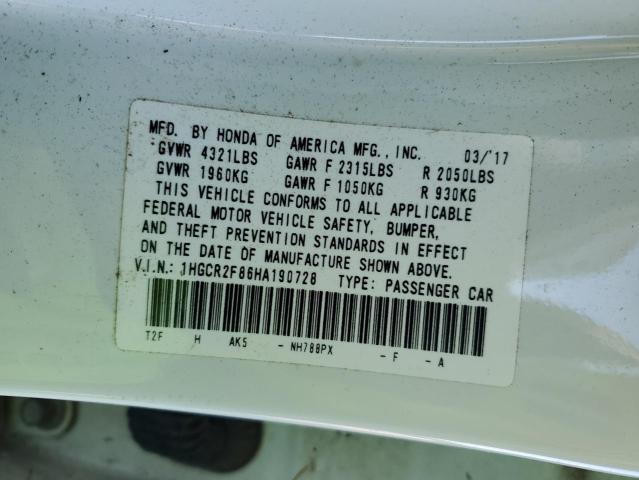 MFD. BY HONDA OF AMERICA MFG., INC. 03/'17
GVWR 4321LBS GAWR F 2315LBS R 2050LBS
GVWR 1960KG GAWR F 1050KG R 930KG
THIS VEHICLE CONFORMS TO ALL APPLICABLE
FEDERAL MOTOR VEHICLE SAFETY, BUMPER,
AND THEFT PREVENTION STANDARDS IN EFFECT
ON THE DATE OF MANUFACTURE SHOWN ABOVE.
V.I.N.: 1HGCR2F86HA190728 TYPE: PASSENGER CAR
T2F H AK5 - NH788PX - F - A